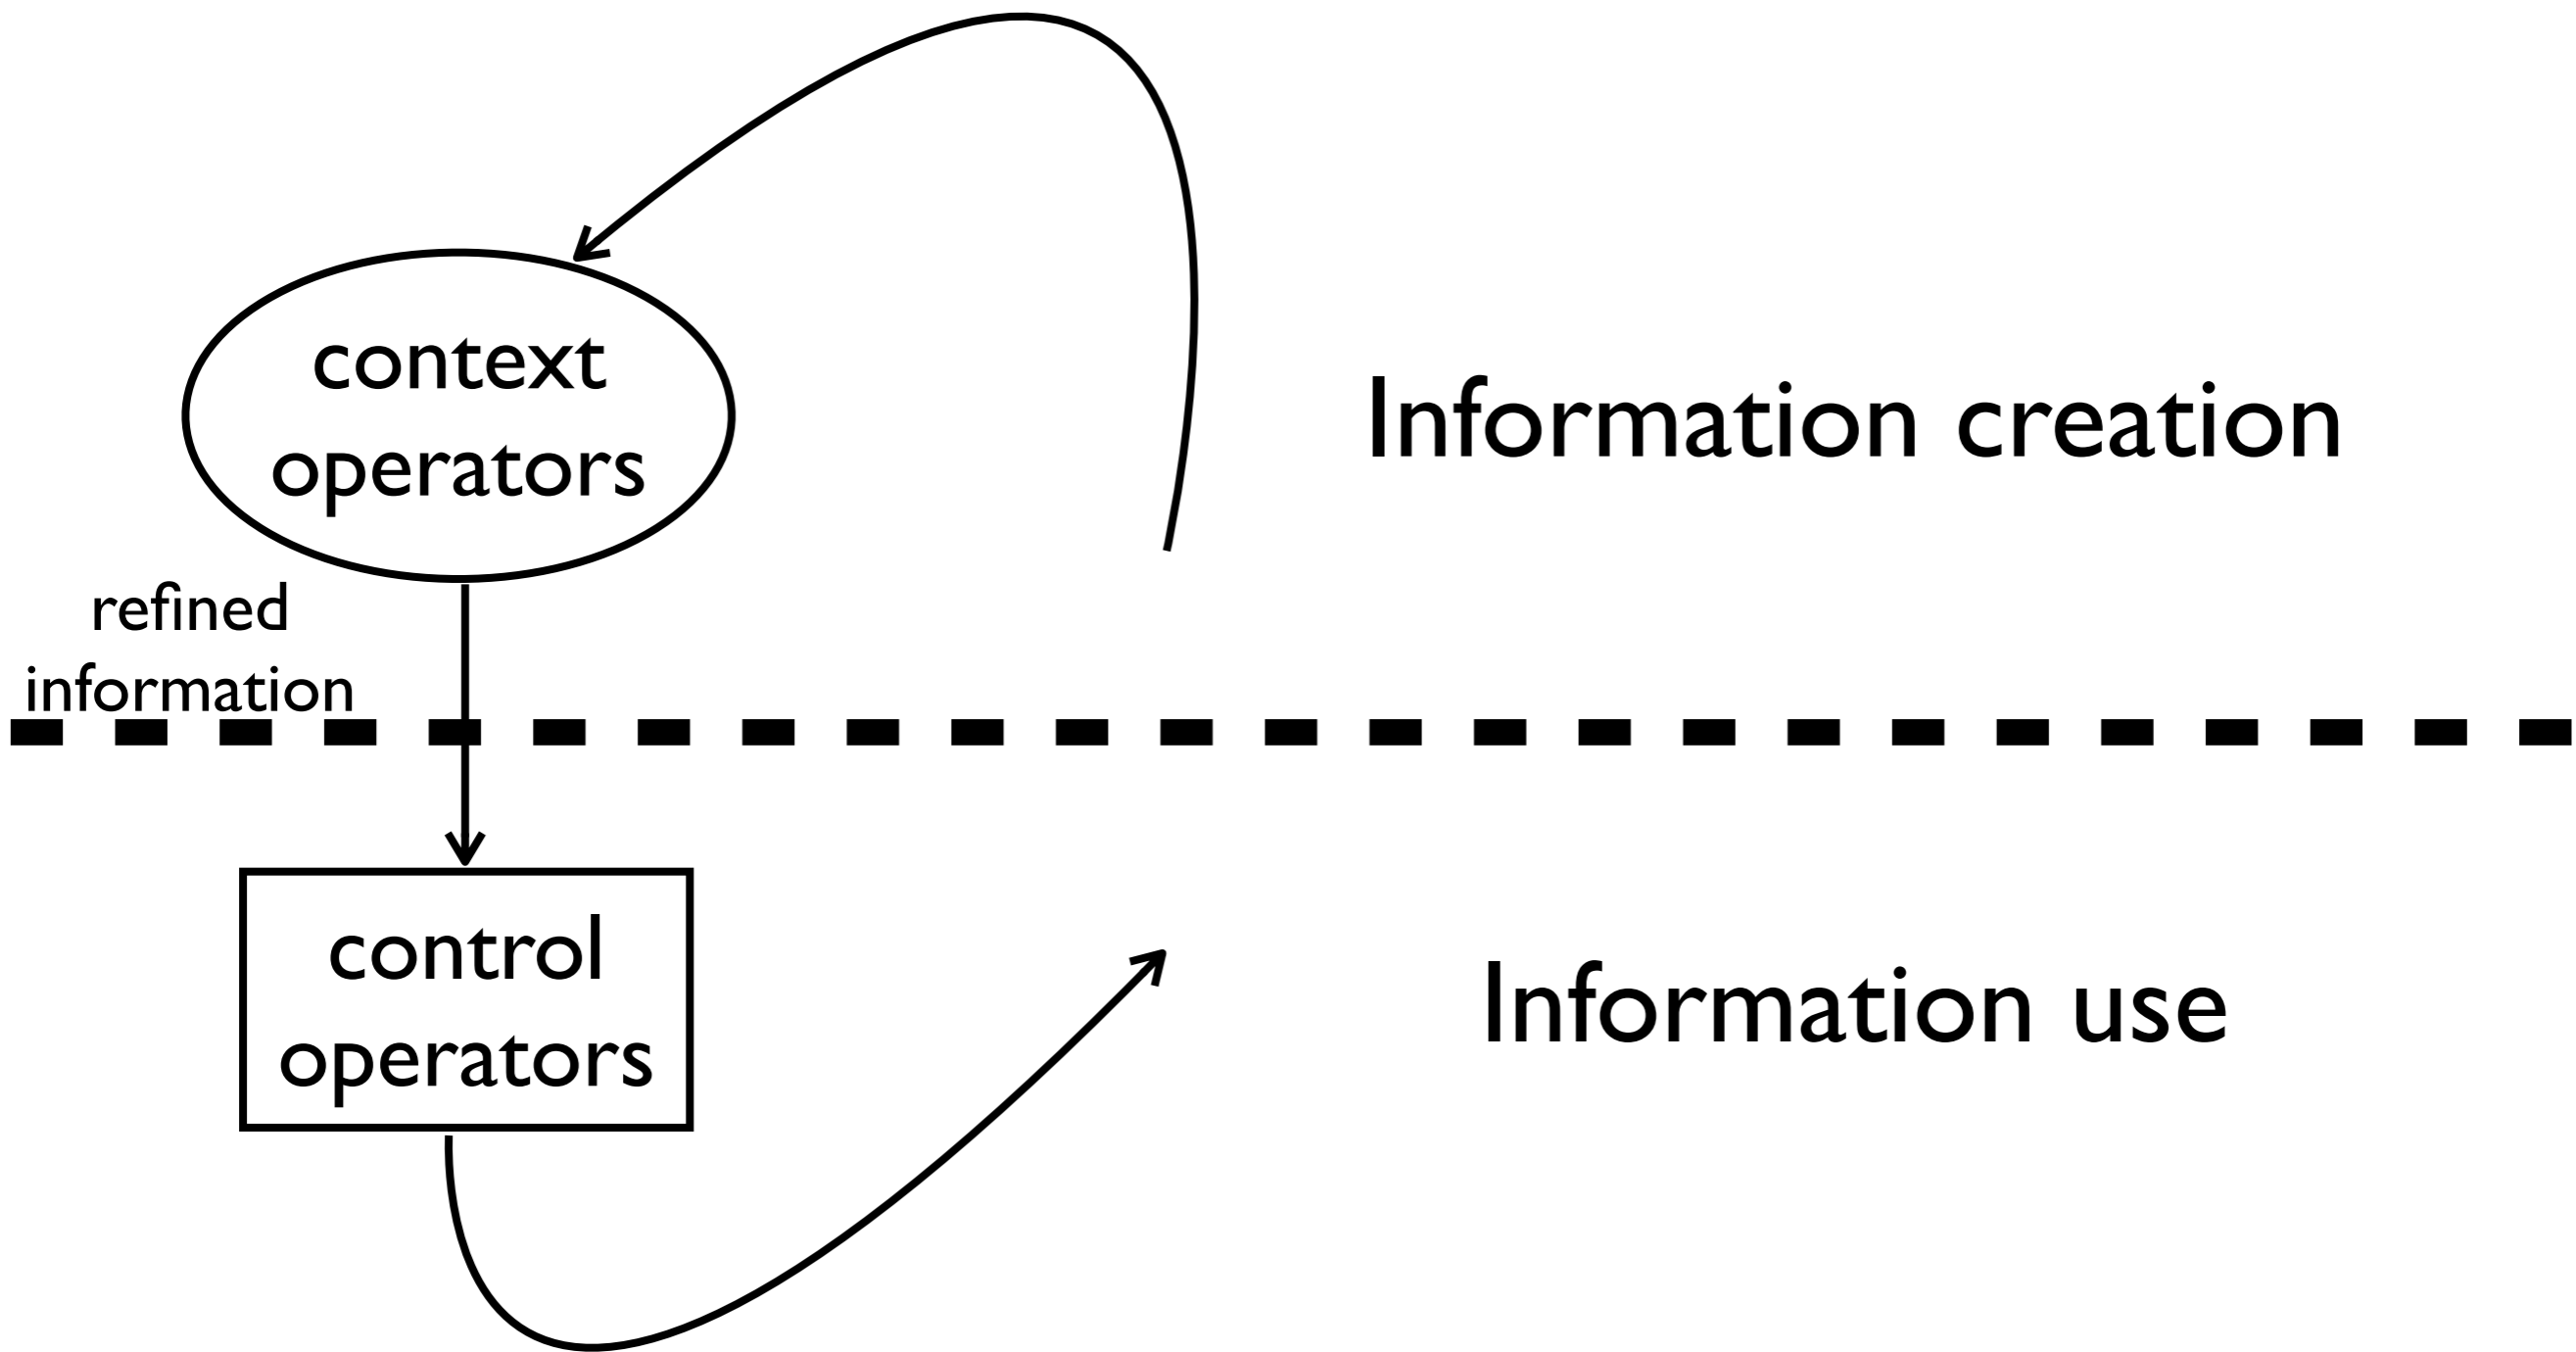 context
operators
Information creation
refined
information
control
operators
Information use